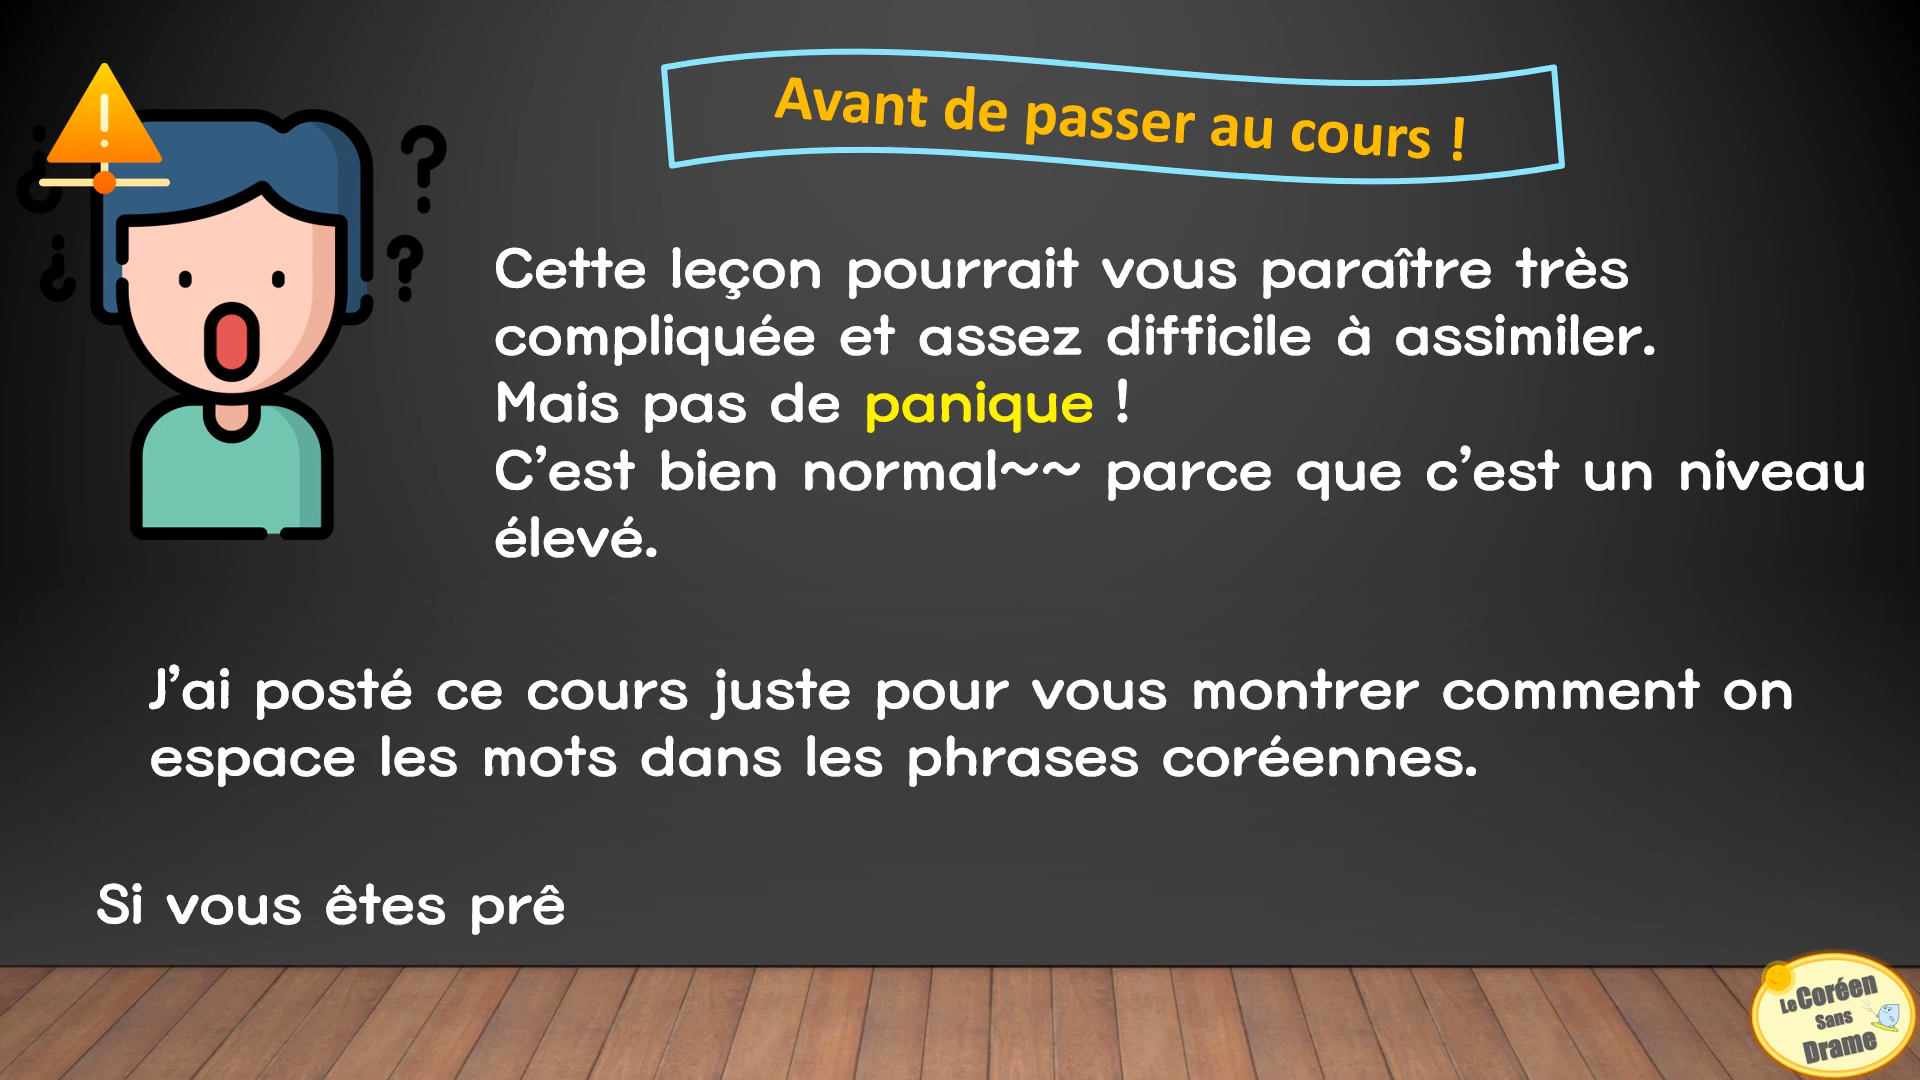 Avant de passer au cours !
Cette leçon pourrait vous paraître très
compliquée et assez difficile à assimiler.
Mais pas de panique !
C’est bien normal~~ parce que c’est un niveau
élevé.
J’ai posté ce cours juste pour vous montrer comment on
espace les mots dans les phrases coréennes.
Si vous êtes prê
Le Coréen
Sans
Drame